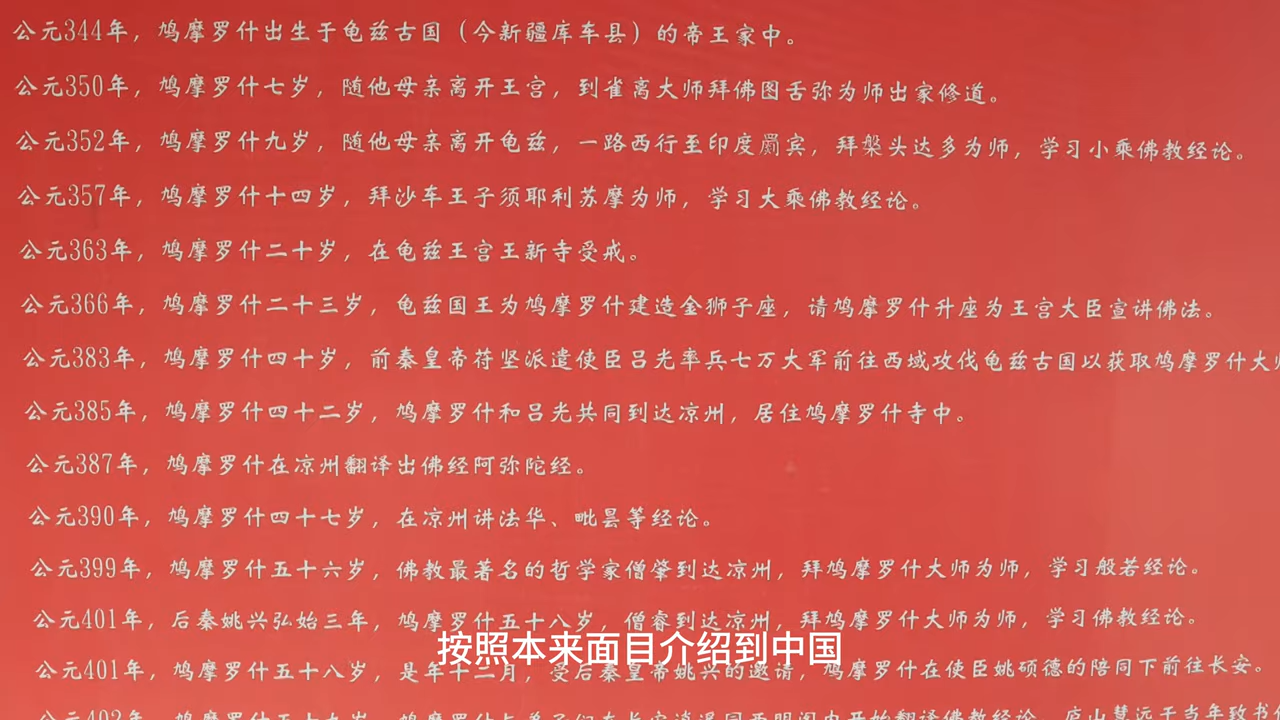 公元344年，鸠摩罗什出生于龟兹古国（今新疆库车县）的帝王家中。
公元350年，鸠摩罗什七岁，随他母亲离开王宫，到雀离大师拜佛图舌弥为师出家修道。
公元352年，鸠摩罗什九岁，随他母亲离开龟兹，一路西行至印度罽宾，拜槃头达多为师，学习小乘佛教经论。
公元357年，鸠摩罗什十四岁，拜沙车王子须耶利苏摩为师，学习大乘佛教经论。
公元363年，鸠摩罗什二十岁，在龟兹王宫王新寺受戒。
公元366年，鸠摩罗什二十三岁，龟兹国王为鸠摩罗什建造金狮子座，请鸠摩罗什升座为王宫大臣宣讲佛法。
公元383年，鸠摩罗什四十岁，前秦皇帝苻坚派遣使臣吕光率兵七万大军前往西域攻伐龟兹古国以获取鸠摩罗什大师
公元385年，鸠摩罗什四十二岁，鸠摩罗什和吕光共同到达凉州，居住鸠摩罗什寺中。
公元387年，鸠摩罗什在凉州翻译出佛经阿弥陀经。
公元390年，鸠摩罗什四十七岁，在凉州讲法华、毗昙等经论。
公元399年，鸠摩罗什五十六岁，佛教最著名的哲学家僧肇到达凉州，拜鸠摩罗什大师为师，学习般若经论。
公元401年，后秦姚兴弘始三年，鸠摩罗什五十八岁，僧睿到达凉州，拜鸠摩罗什大师为师，学习佛教经论。
按照本来面目介绍到中国
公元401年，鸠摩罗什五十八岁，是年十二月，受后秦皇帝姚兴的邀请，鸠摩罗什在使臣姚硕德的陪同下前往长安。